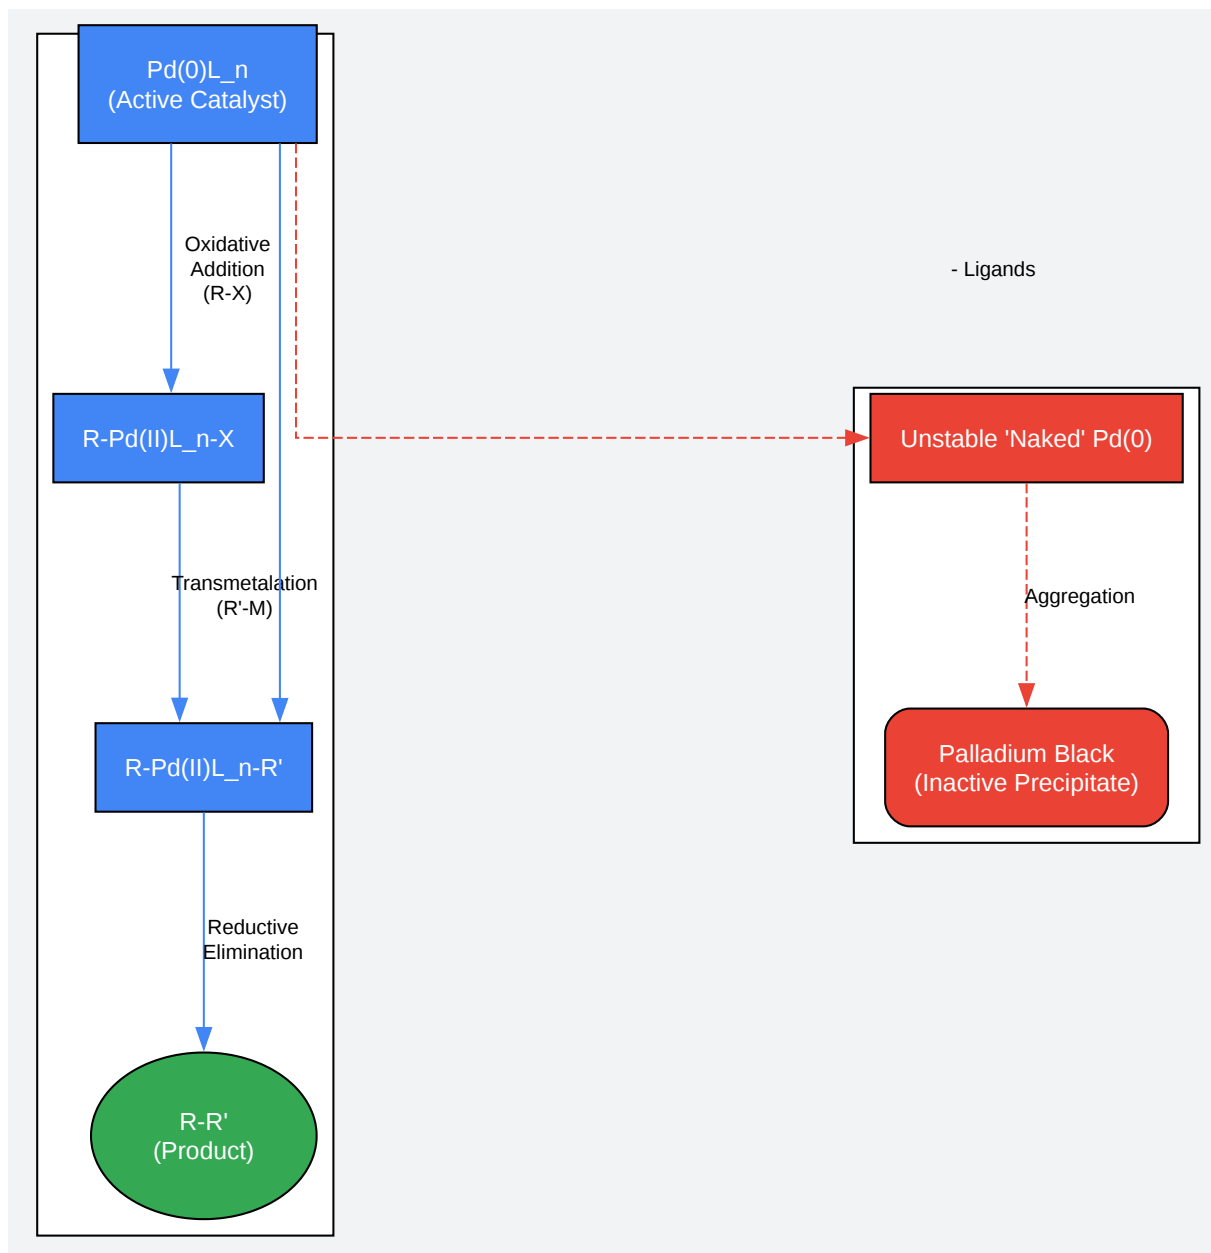 Pd(0)L_n
(Active Catalyst)
Oxidative
Addition
(R-X)
- Ligands
R-Pd(II)L_n-X
Unstable 'Naked' Pd(0)
Transmetalation
(R'-M)
Aggregation
R-Pd(II)L_n-R'
Palladium Black
(Inactive Precipitate)
Reductive
Elimination
R-R'
(Product)